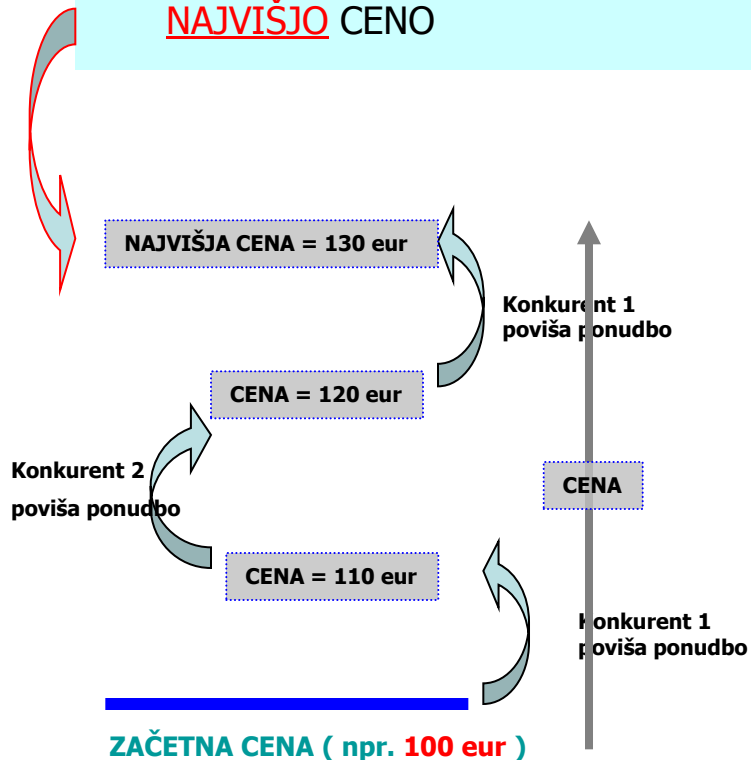 NAJVIŠJO CENO
NAJVIŠJA CENA = 130 eur
Konkurent 1
poviša ponudbo
CENA = 120 eur
Konkurent 2
poviša ponudbo
CENA
CENA = 110 eur
Konkurent 1
poviša ponudbo
ZAČETNA CENA ( npr. 100 eur )